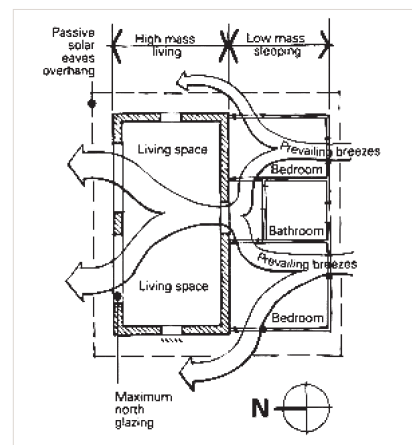 Passive
solar
eaves
overhang
High mass
living
Low mass
sleeping
Living space
Prevailing breezes
Bedroom
Bathroom
Prevailing breezes
Living space
Bedroom
Maximum
north
glazing
N